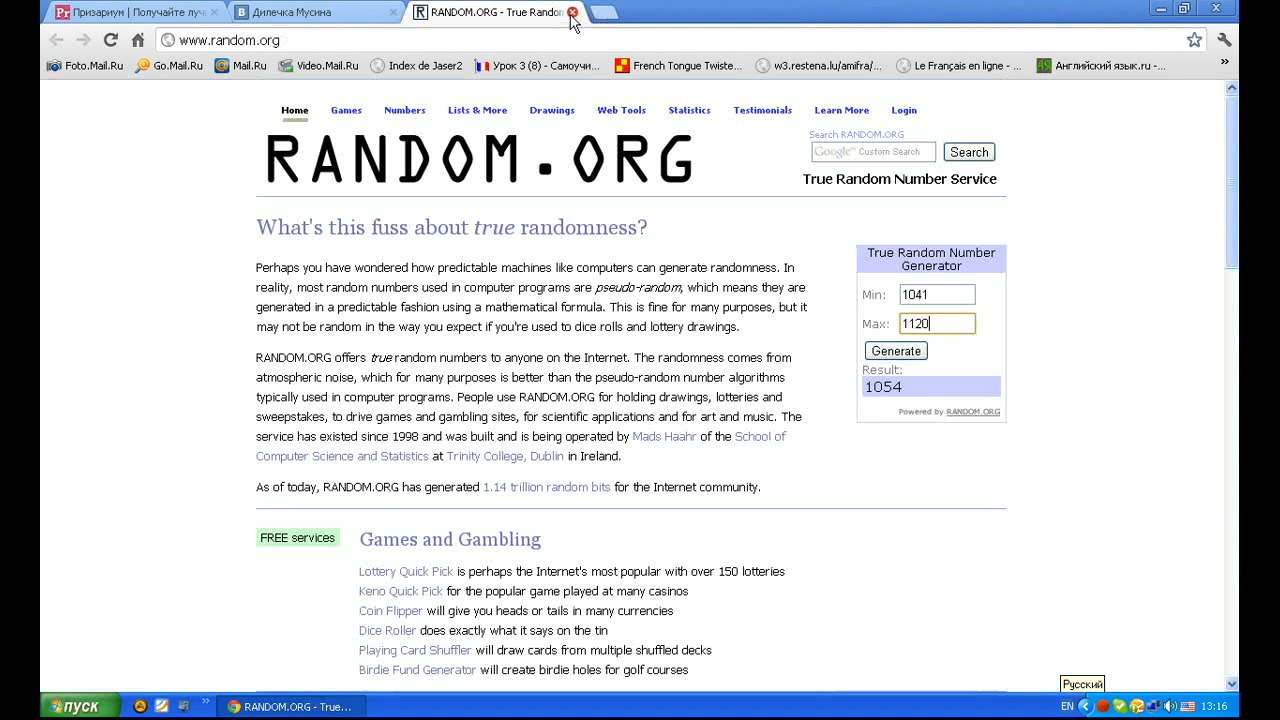 Призариум | Получайте луч
Дилечка Мусина
RANDOM.ORG - True Rando
www.random.org
Foto.Mail.Ru
Go.Mail.Ru
Mail.Ru
Video.Mail.Ru
Index de Jaser2
Урок 3 (8) - Самоучи...
French Tongue Twiste...
w3.restena.lu/amifra/...
Le Français en ligne - ...
Английский язык.ru - ...
Home Games Numbers Lists & More Drawings Web Tools Statistics Testimonials Learn More Login
RANDOM.ORG
Search RANDOM.ORG
Google™ Custom Search
Search
True Random Number Service
What's this fuss about true randomness?
Perhaps you have wondered how predictable machines like computers can generate randomness. In
reality, most random numbers used in computer programs are pseudo-random, which means they are
generated in a predictable fashion using a mathematical formula. This is fine for many purposes, but it
may not be random in the way you expect if you're used to dice rolls and lottery drawings.
RANDOM.ORG offers true random numbers to anyone on the Internet. The randomness comes from
atmospheric noise, which for many purposes is better than the pseudo-random number algorithms
typically used in computer programs. People use RANDOM.ORG for holding drawings, lotteries and
sweepstakes, to drive games and gambling sites, for scientific applications and for art and music. The
service has existed since 1998 and was built and is being operated by Mads Haahr of the School of
Computer Science and Statistics at Trinity College, Dublin in Ireland.
As of today, RANDOM.ORG has generated 1.14 trillion random bits for the Internet community.
True Random Number
Generator
Min: 1041
Max: 1120
Generate
Result:
1054
Powered by RANDOM.ORG
FREE services
Games and Gambling
Lottery Quick Pick is perhaps the Internet's most popular with over 150 lotteries
Keno Quick Pick for the popular game played at many casinos
Coin Flipper will give you heads or tails in many currencies
Dice Roller does exactly what it says on the tin
Playing Card Shuffler will draw cards from multiple shuffled decks
Birdie Fund Generator will create birdie holes for golf courses
Русский
пуск
RANDOM.ORG - True...
EN
13:16